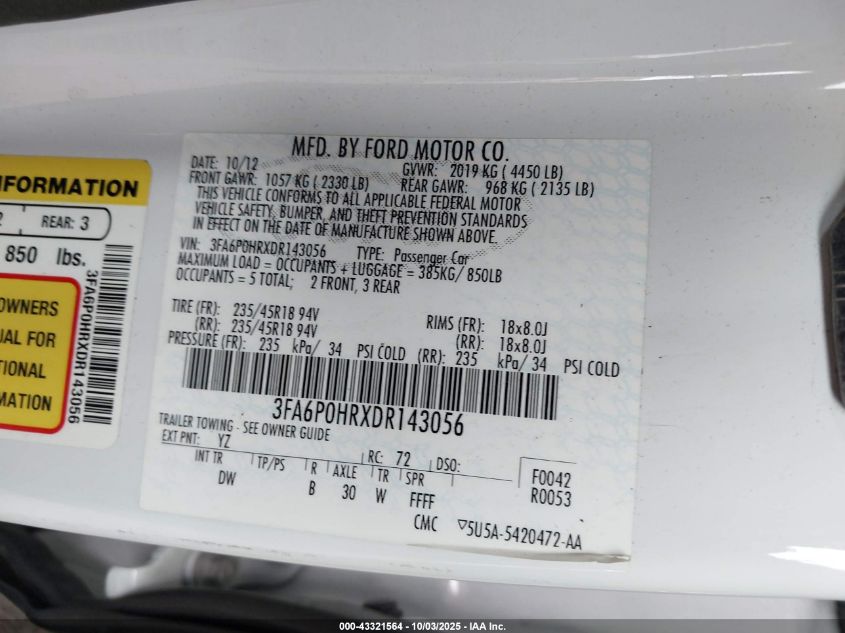 MFD. BY FORD MOTOR CO.
DATE: 10/12 GVWR: 2019 KG ( 4450 LB)
FRONT GAWR: 1057 KG ( 2330 LB) REAR GAWR: 968 KG ( 2135 LB)
THIS VEHICLE CONFORMS TO ALL APPLICABLE FEDERAL MOTOR
VEHICLE SAFETY, BUMPER, AND THEFT PREVENTION STANDARDS
IN EFFECT ON THE DATE OF MANUFACTURE SHOWN ABOVE.
VIN: 3FA6P0HRXDR143056 TYPE: Passenger Car
MAXIMUM LOAD = OCCUPANTS + LUGGAGE = 385KG/ 850LB
OCCUPANTS = 5 TOTAL; 2 FRONT, 3 REAR
TIRE (FR): 235/45R18 94V RIMS (FR): 18x8.0J
(RR): 235/45R18 94V (RR): 18x8.0J
PRESSURE (FR): 235 kPa/ 34 PSI COLD (RR): 235 kPa/ 34 PSI COLD
3FA6P0HRXDR143056
TRAILER TOWING - SEE OWNER GUIDE
EXT PNT: YZ RC: 72 DSO: F0042
INT TR TP/PS R AXLE TR SPR R0053
DW B 30 W FFFF
CMC ▽5U5A-5420472-AA
NFORMATION
2 REAR: 3
850 lbs.
3FA6P0HRXDR143056
OWNERS
UAL FOR
TIONAL
MATION
000-43321564 - 10/03/2025 - IAA Inc.